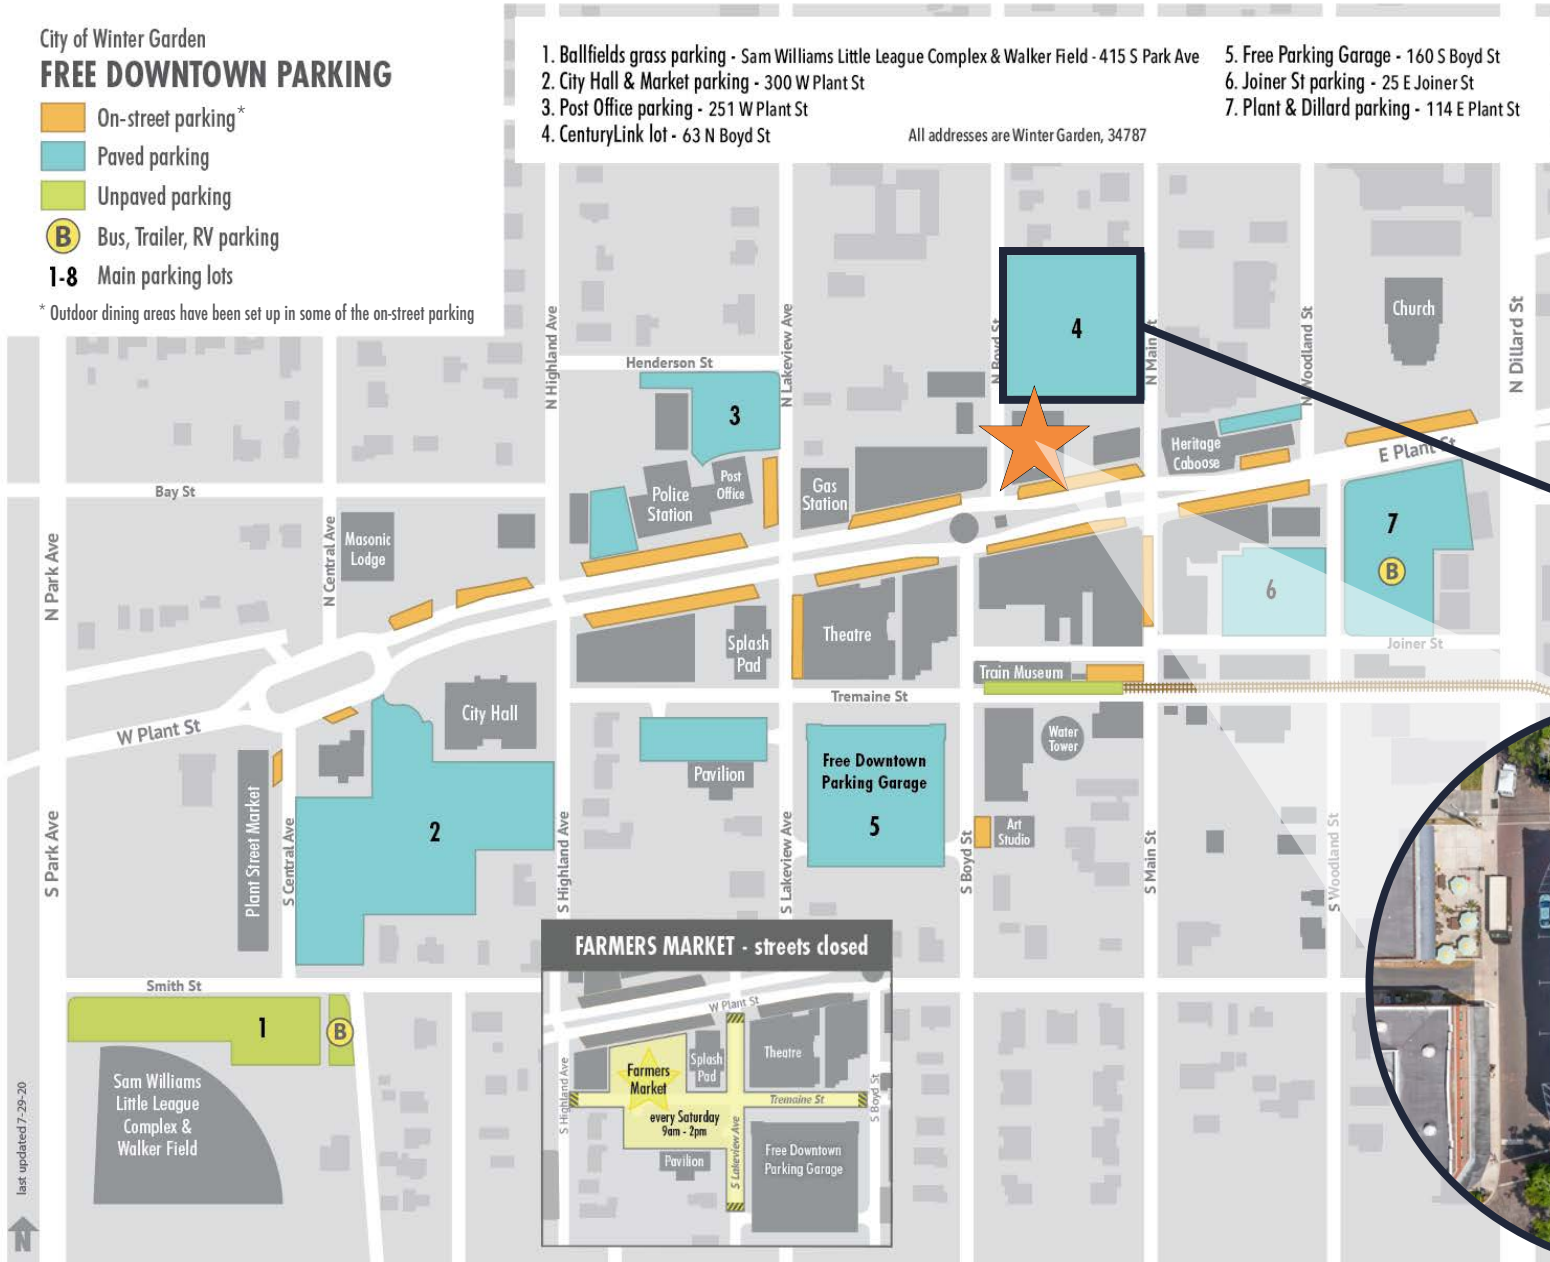 City of Winter Garden
FREE DOWNTOWN PARKING
On-street parking*
Paved parking
Unpaved parking
B Bus, Trailer, RV parking
1-8 Main parking lots
* Outdoor dining areas have been set up in some of the on-street parking
1. Ballfields grass parking - Sam Williams Little League Complex & Walker Field - 415 S Park Ave
2. City Hall & Market parking - 300 W Plant St
3. Post Office parking - 251 W Plant St
4. CenturyLink lot - 63 N Boyd St
All addresses are Winter Garden, 34787
5. Free Parking Garage - 160 S Boyd St
6. Joiner St parking - 25 E Joiner St
7. Plant & Dillard parking - 114 E Plant St
N Highland Ave
N Lakeview Ave
N Boyd St
N Main St
N Woodland St
N Dillard St
Church
4
Henderson St
3
Heritage
Caboose
E Plant St
Bay St
Police
Station
Post
Office
Gas
Station
7
B
N Park Ave
N Central Ave
Masonic
Lodge
6
Splash
Pad
Theatre
Joiner St
Train Museum
Tremaine St
W Plant St
City Hall
Water
Tower
Pavilion
Free Downtown
Parking Garage
5
Art
Studio
S Park Ave
Plant Street Market
S Central Ave
2
S Highland Ave
S Lakeview Ave
S Boyd St
S Main St
S Woodland St
Smith St
1
B
Sam Williams
Little League
Complex &
Walker Field
last updated 7-29-20
N
FARMERS MARKET - streets closed
W Plant St
Farmers
Market
Splash
Pad
Theatre
S Highland Ave
Tremaine St
S Boyd St
every Saturday
9am - 2pm
Pavilion
S Lakeview Ave
Free Downtown
Parking Garage